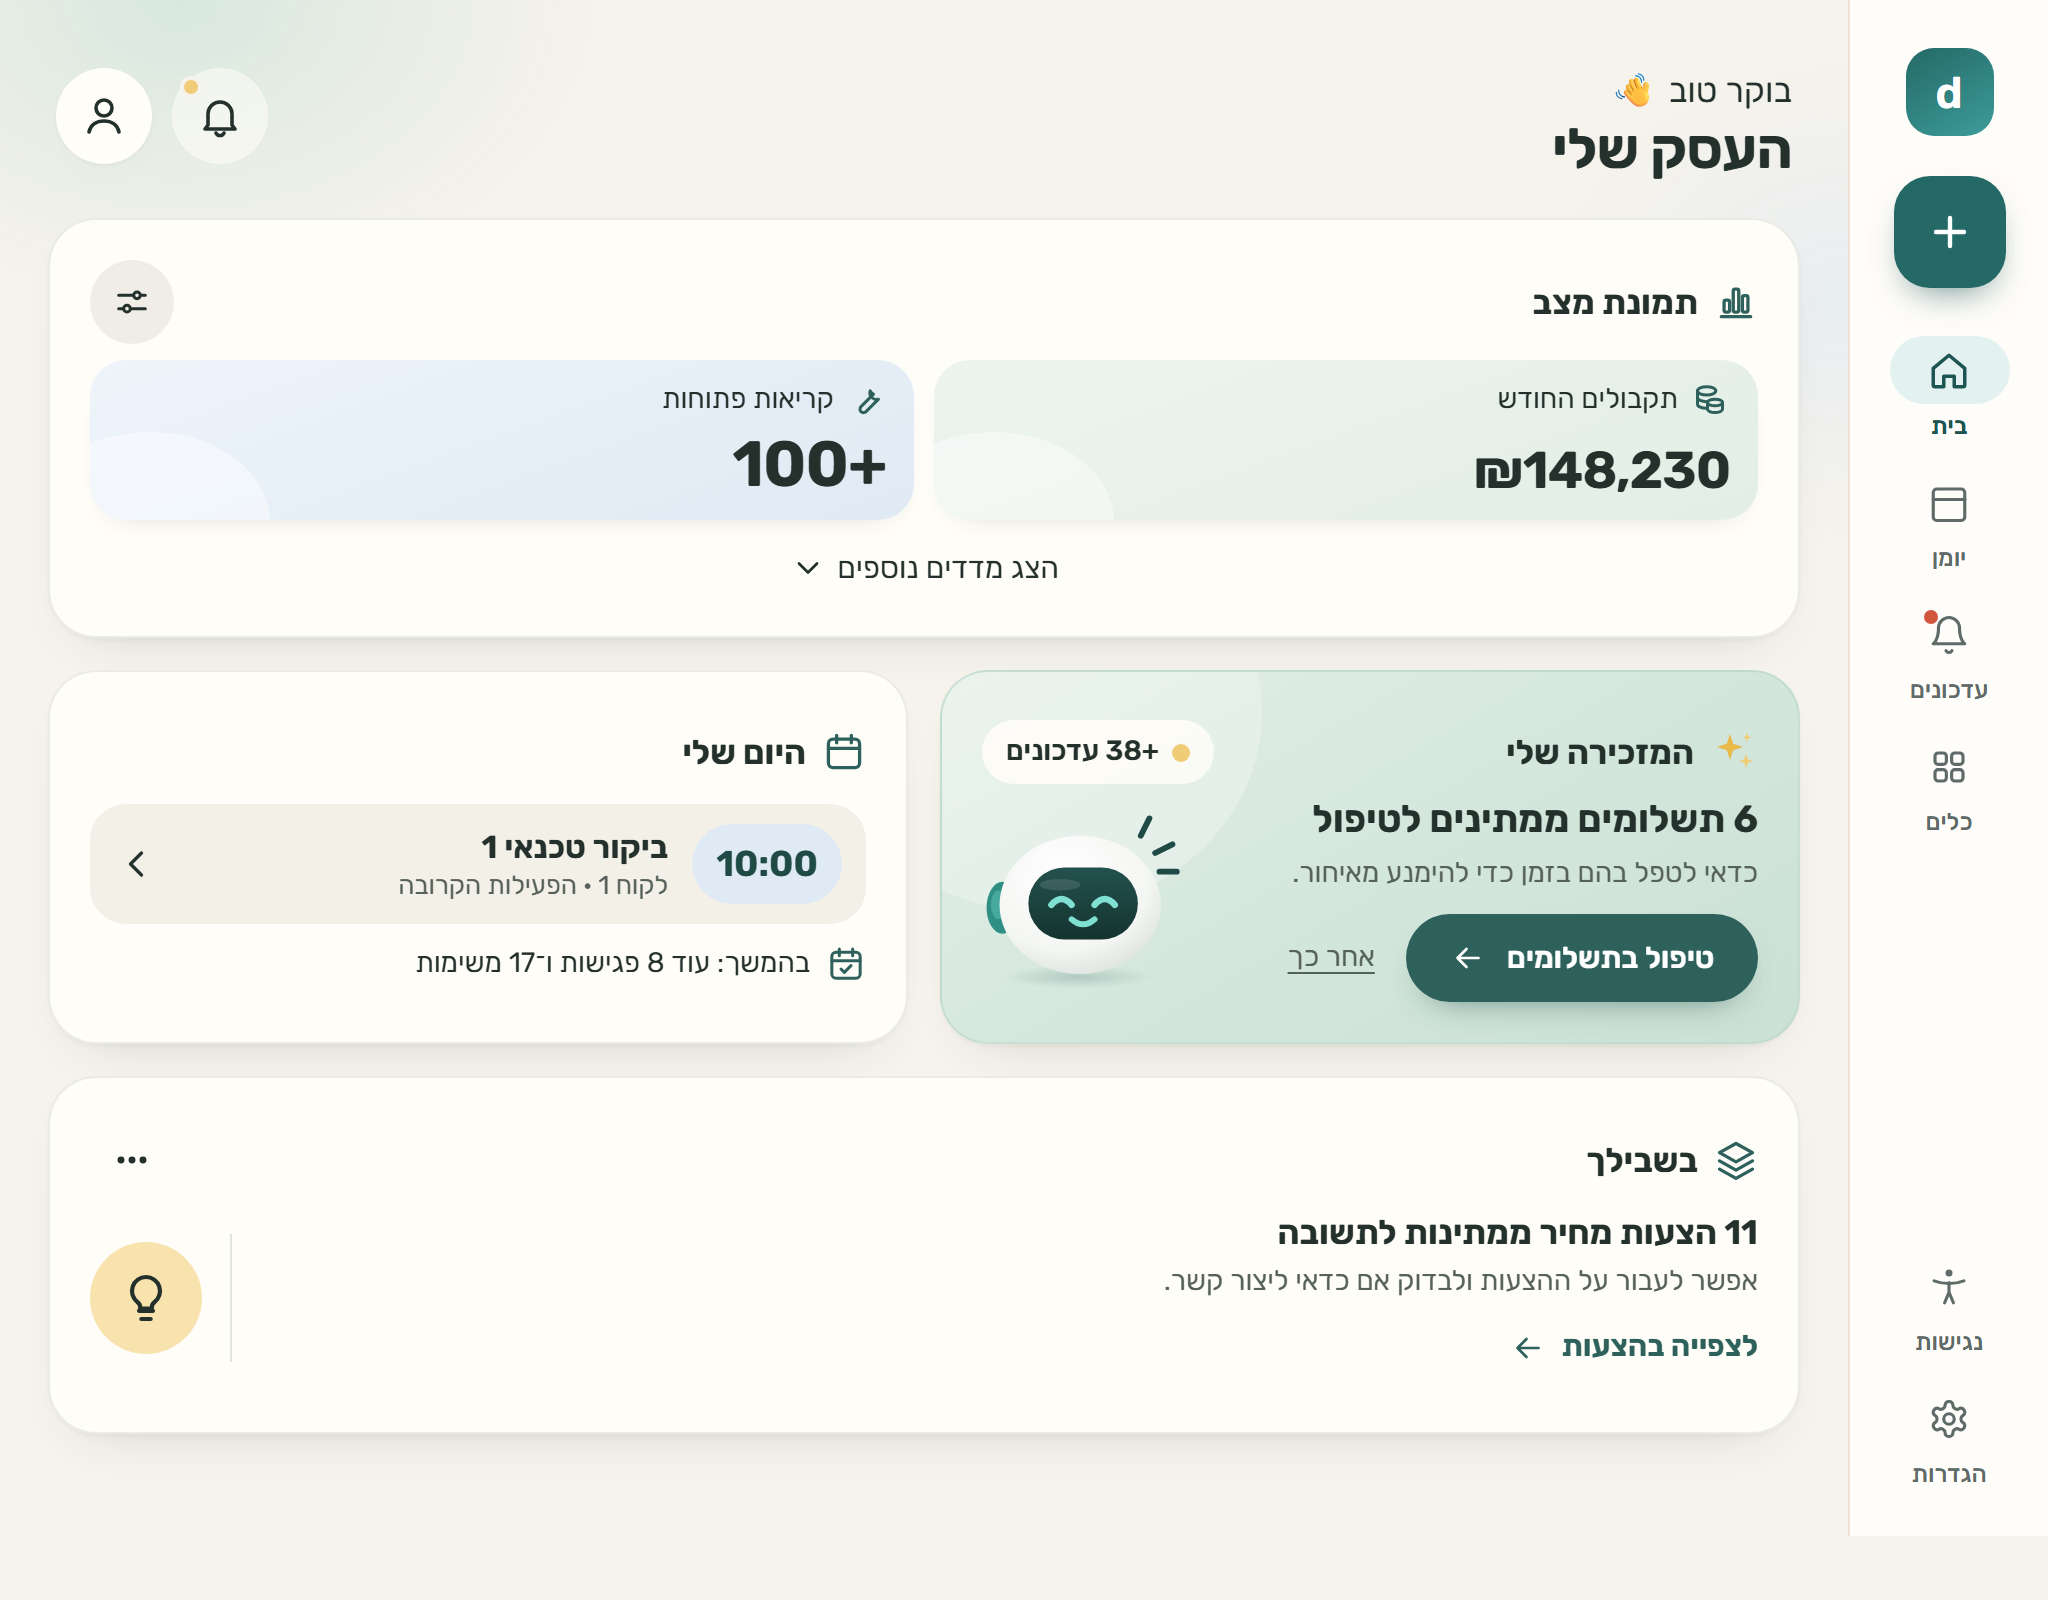 d
בית
יומן
עדכונים
כלים
נגישות
הגדרות
בוקר טוב 👋
העסק שלי
תמונת מצב
תקבולים החודש
₪148,230
קריאות פתוחות
100+
הצג מדדים נוספים
המזכירה שלי
38+ עדכונים
6 תשלומים ממתינים לטיפול
כדאי לטפל בהם בזמן כדי להימנע מאיחור.
טיפול בתשלומים
אחר כך
היום שלי
10:00
ביקור טכנאי 1
לקוח 1 • הפעילות הקרובה
בהמשך: עוד 8 פגישות ו־17 משימות
בשבילך
11 הצעות מחיר ממתינות לתשובה
אפשר לעבור על ההצעות ולבדוק אם כדאי ליצור קשר.
לצפייה בהצעות